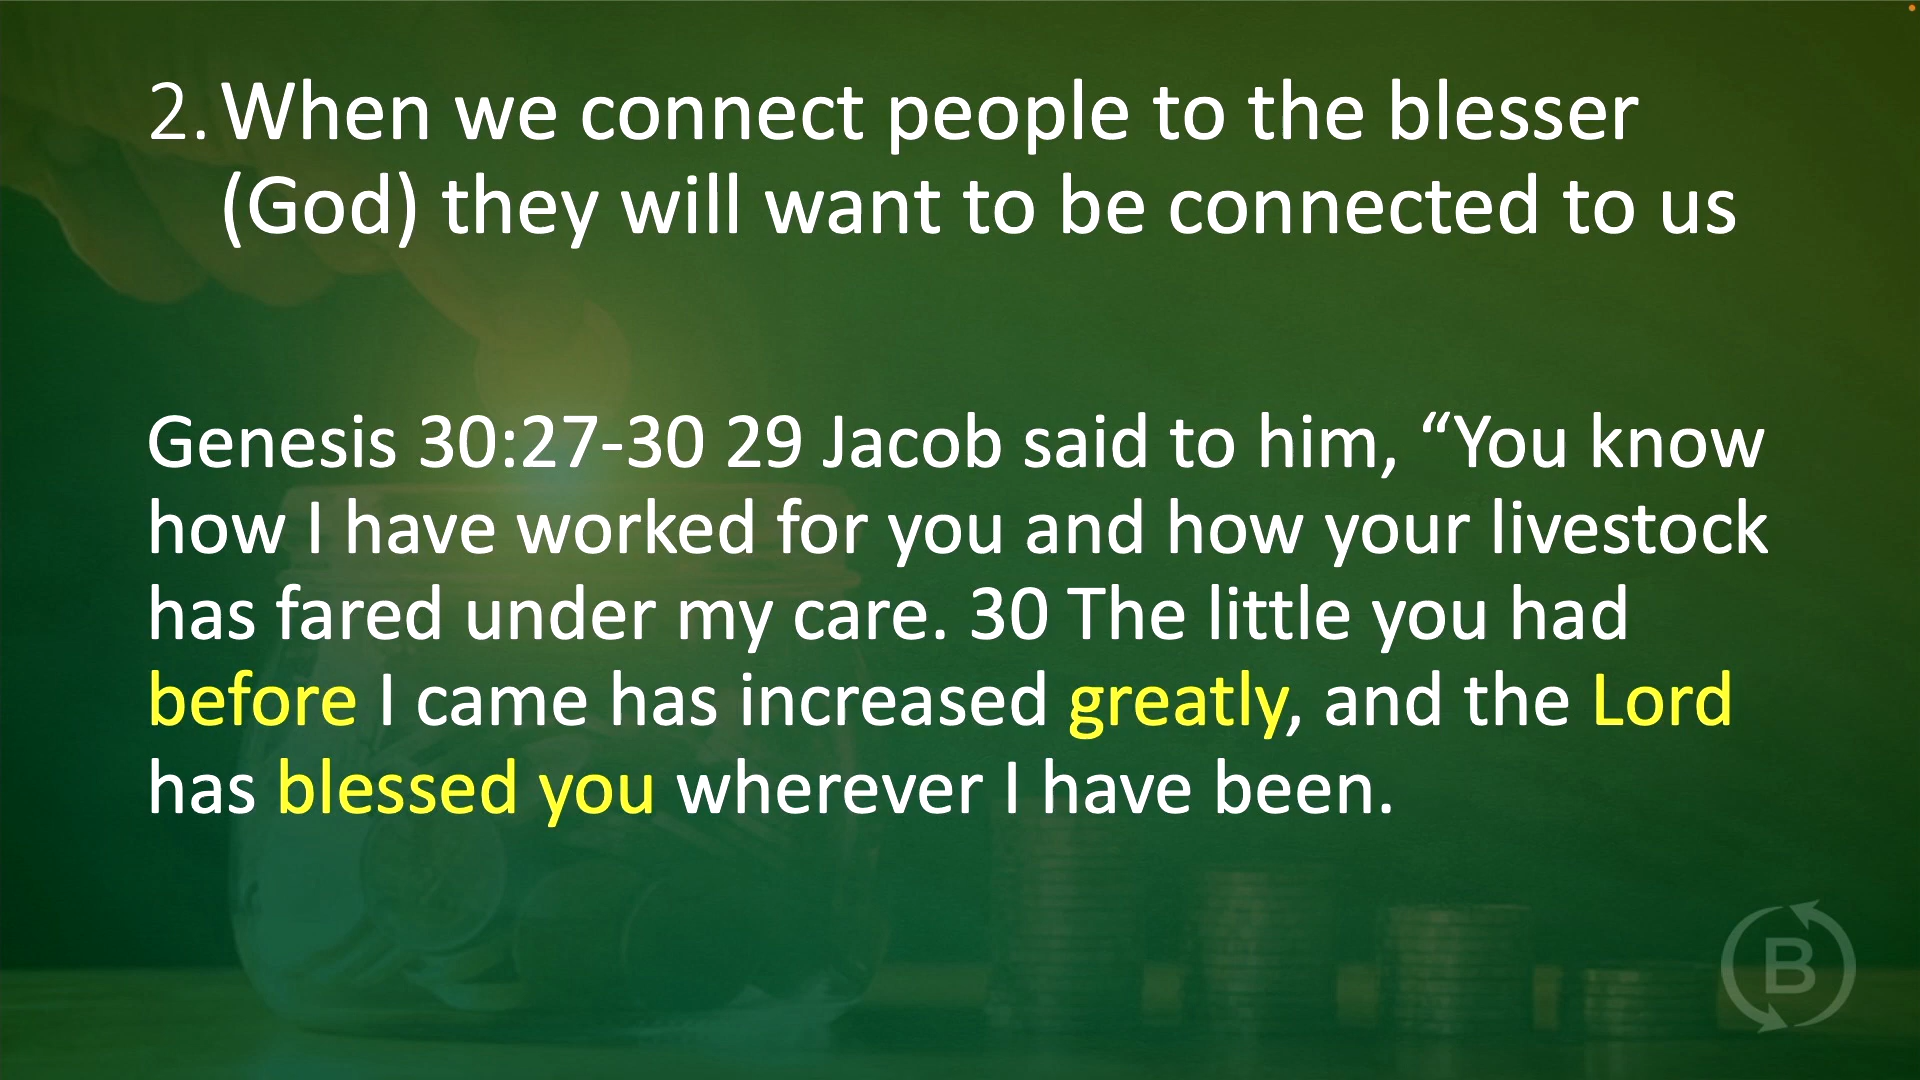 2. When we connect people to the blesser
(God) they will want to be connected to us
Genesis 30:27-30 29 Jacob said to him, “You know
how I have worked for you and how your livestock
has fared under my care. 30 The little you had
before I came has increased greatly, and the Lord
has blessed you wherever I have been.
B